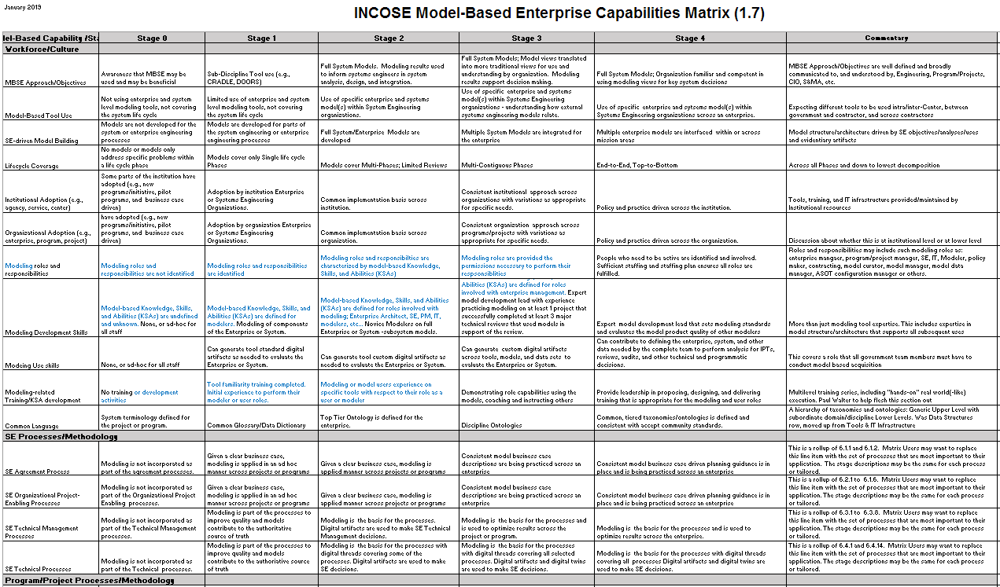 January 2019
INCOSE Model-Based Enterprise Capabilities Matrix (1.7)
el-Based Capability /Sta Stage 0 Stage 1 Stage 2 Stage 3 Stage 4 Commentary
Workforce/Culture
MBSE Approach/Objectives
Awareness that MBSE may be
used and may be beneficial
Sub-Discipline Tool use (e.g.,
CRADLE, DOORS)
Full System Models. Modeling results used
to inform systems engineers in system
analysis, design, and integration.
Full System Models; Model views translated
into more traditional views for use and
understanding by organization. Modeling
results support decision making.
Full System Models; Organization familiar and competent in
using modeling views for key system decisions
MBSE Approach/Objectives are well defined and broadly
communicated to, and understood by, Engineering, Program/Projects,
CIO, S&MA, etc.
Model-Based Tool Use
Not using enterprise and system
level modeling tools, not covering
the system life cycle
Limited use of enterprise and system
level modeling tools, not covering
the system life cycle
Use of specific enterprise and systems
model(s) within System Engineering
organizations.
Use of specific enterprise and systems
model(s) within Systems Engineering
organizations - understanding how external
systems engineering models relate.
Use of specific enterprise and sytsems model(s) within
Systems Engineering organizations across an enterprise.
Expecting different tools to be used intra/inter-Center, between
government and contractor, and across contractors
SE-driven Model Building
Models are not developed for the
system or enterprise engineering
processes
Models are developed for parts of
the system engineering or enterprise
engineering processes
Full System/Enterprise Models are
developed
Multiple System Models are integrated for
the enterprise
Multiple enterprise models are interfaced within or across
mission areas
Model structure/architecture driven by SE objectives/analyses/uses
and evidentiary artifacts
Lifecycle Coverage
No models or models only
address specific problems within
a life cycle phase
Models cover only Single life cycle
Phases
Models cover Multi-Phases; Limited Reviews
Multi-Contiguous Phases
End-to-End, Top-to-Bottom
Across all Phases and down to lowest decomposition
Institutional Adoption (e.g.,
agency, service, center)
Some parts of the institution have
adopted (e.g., new
programs/initiative, pilot
programs, and business case
driven)
Adoption by institution Enterprise
or Systems Engineering
Organizations.
Common implementation basis across
institution.
Consistent institutional approach across
organizations with variations as appropriate
for specific needs.
Policy and practice driven across the institution.
Tools, training, and IT infrastructure provided/maintained by
Institutional resources
Organizational Adoption (e.g.,
enterprise, program, project)
have adopted (e.g., new
programs/initiative, pilot
programs, and business case
driven)
Adoption by organization Enterprise
or Systems Engineering
Organizations.
Common implementation basis across
organization.
Consistent organization approach across
programs/projects with variations as
appropriate for specific needs.
Policy and practice driven across the organization.
Discussion about whether this is at institutional level or at lower level
Modeling roles and
responsibilities
Modeling roles and
responsibilities are not identified
Modeling roles and responsibilities
are identified
Modeling roles and responsibilties are
characterized by model-based Knowledge,
Skills, and Abilities (KSAs)
Modeling roles are provided the
permissions necessary to perform their
respsonsiblities
People who need to be active are identified and involved.
Sufficient staffing and staffing plan ensures all roles are
fulfilled.
Roles and responsibilities may include such modeling roles as:
enterprise manger, program/project manager, SE, IT, Modeler, policy
maker, contracting, model curator, model manager, model data
manager, ASOT configuration manager or others.
Modeling Development Skills
Model-based Knowledge, Skills,
and Abilities (KSAs) are undefined
and unknown. None, or ad-hoc for
all staff
Model-based Knowledge, Skills, and
Abilities (KSAs) are defined for
modelers. Modeling of components
of the Enterprise or System.
Model-based Knowledge, Skills, and Abilities
(KSAs) are defined for roles involved with
modeling; Enterprise Architect, SE, PM, IT,
modelers, etc... Novice Modelers on full
Enterprise or System -subsystem models.
Abilities (KSAs) are defined for roles
involved with enterprise management. Expert
model development lead with experience
practicing modeling on at least 1 project that
successfully completed at least 3 major
technical reviews that used models in
support of the review.
Expert model development lead that sets modeling standards
and evaluates the model product quality of other modelers
More than just modeling tool expertise. This includes expertise in
model structure/architecture that supports all subsequent uses
Modeing Use skills
None, or ad-hoc for all staff
Can generate tool standard digital
artifacts as needed to evaluate the
Enterprise or System.
Can generate tool custom digital artifacts as
needed to evaluate the Enterprise or System.
Can generate custom digital artifacts
across tools, models, and data sets to
evaluate the Enterprise or System.
Can contribute to defining the enterprise, system, and other
data needed by the complete team to perform analysis for IPTs,
reviews, audits, and other technical and programmatic
decisions.
This covers a role that all government team members must have to
conduct model based acquisition
Modeling-related
Training/KSA development
No training or development
activities
Tool familiarity training completed.
Initial experience to perform their
modeler or user roles.
Modeling or model users experience on
specific tools with respect to their role as a
user or modeler
Demonstrating role capabilities using the
models, coaching and instructing others
Provide leadership in proposing, designing, and delivering
training that is appropriate for the modeling and user roles
Multilevel training series, including "hands-on" real world(-like)
execution. Paul Walter to help flesh this section out
Common Language
System terminology defined for
the project or program.
Common Glossary/Data Dictionary
Top Tier Ontology is defined for the
enterprise.
Discipline Ontologies
Common, tiered taxonomies/ontologies is defined and
consistent with accept community standards.
A hierarchy of taxonomies and ontologies: Generic Upper Level with
subordinate domain/discipline Lower Levels. Was Data Structures
row, moved up from Tools & IT Infrastructure
SE Processes/Methodology
SE Agreement Process
Modeling is not incorporated as
part of the agreement processes.
Given a clear business case,
modeling is applied in an ad hoc
manner across projects or programs
Given a clear business case, modeling is
applied manner across projects or programs
Consistent model business case
descriptions are being practiced across an
enterprise
Consistent model business case driven planning guidance is in
place and is being practiced across an enterprise
This is a rollup of 6.1.1 and 6.1.2. Matrix Users may want to replace
this line item with the set of processes that are most important to their
application. The stage descriptions may be the same for each process
or tailored.
SE Organizational Project-
Enabling Processes
Modeling is not incorporated as
part of the Organizational Project
Enabling processes.
Given a clear business case,
modeling is applied in an ad hoc
manner across projects or programs
Given a clear business case, modeling is
applied manner across projects or programs
Consistent model business case
descriptions are being practiced across an
enterprise
Consistent model business case driven planning guidance is in
place and is being practiced across an enterprise
This is a rollup of 6.2.1 to 6.1.6. Matrix Users may want to replace
this line item with the set of processes that are most important to their
application. The stage descriptions may be the same for each process
or tailored.
SE Technical Management
Processes
Modeling is not incorporated as
part of the Technical Management
processes.
Modeling is part of the processes to
improve quality and models
contribute to the authoritative
source of truth
Modeling is the basis for the processes.
Digital artifacts are used to make SE Technical
Management decisions.
Modeling is the basis for the processes and
is used to optimize results across the
project or program.
Modeling is the basis for the processes and is used to
optimize results across the enterprise.
This is a rollup of 6.3.1 to 6.3.8. Matrix Users may want to replace
this line item with the set of processes that are most important to their
application. The stage descriptions may be the same for each process
or tailored.
SE Technical Processes
Modeling is not incorporated as
part of the Technical processes.
Modeling is part of the processes to
improve quality and models
contribute to the authoriative source
of truth
Modeling is the basis for the processes with
digital threads covering some of the
processes. Digital artifacts are used to make
SE decisions.
Modeling is the basis for the processes
with digital threads covering all selected
processes. Digital artifacts and digital twins
are used to make SE decisions.
Modeling is the basis for the processes with digital threads
covering all processes Digital artifacts and digital twins are
used to make SE decisions.
This is a rollup of 6.4.1 and 6.4.14. Matrix Users may want to replace
this line item with the set of processes that are most important to their
application. The stage descriptions may be the same for each process
or tailored.
Program/Project Processes/Methodology